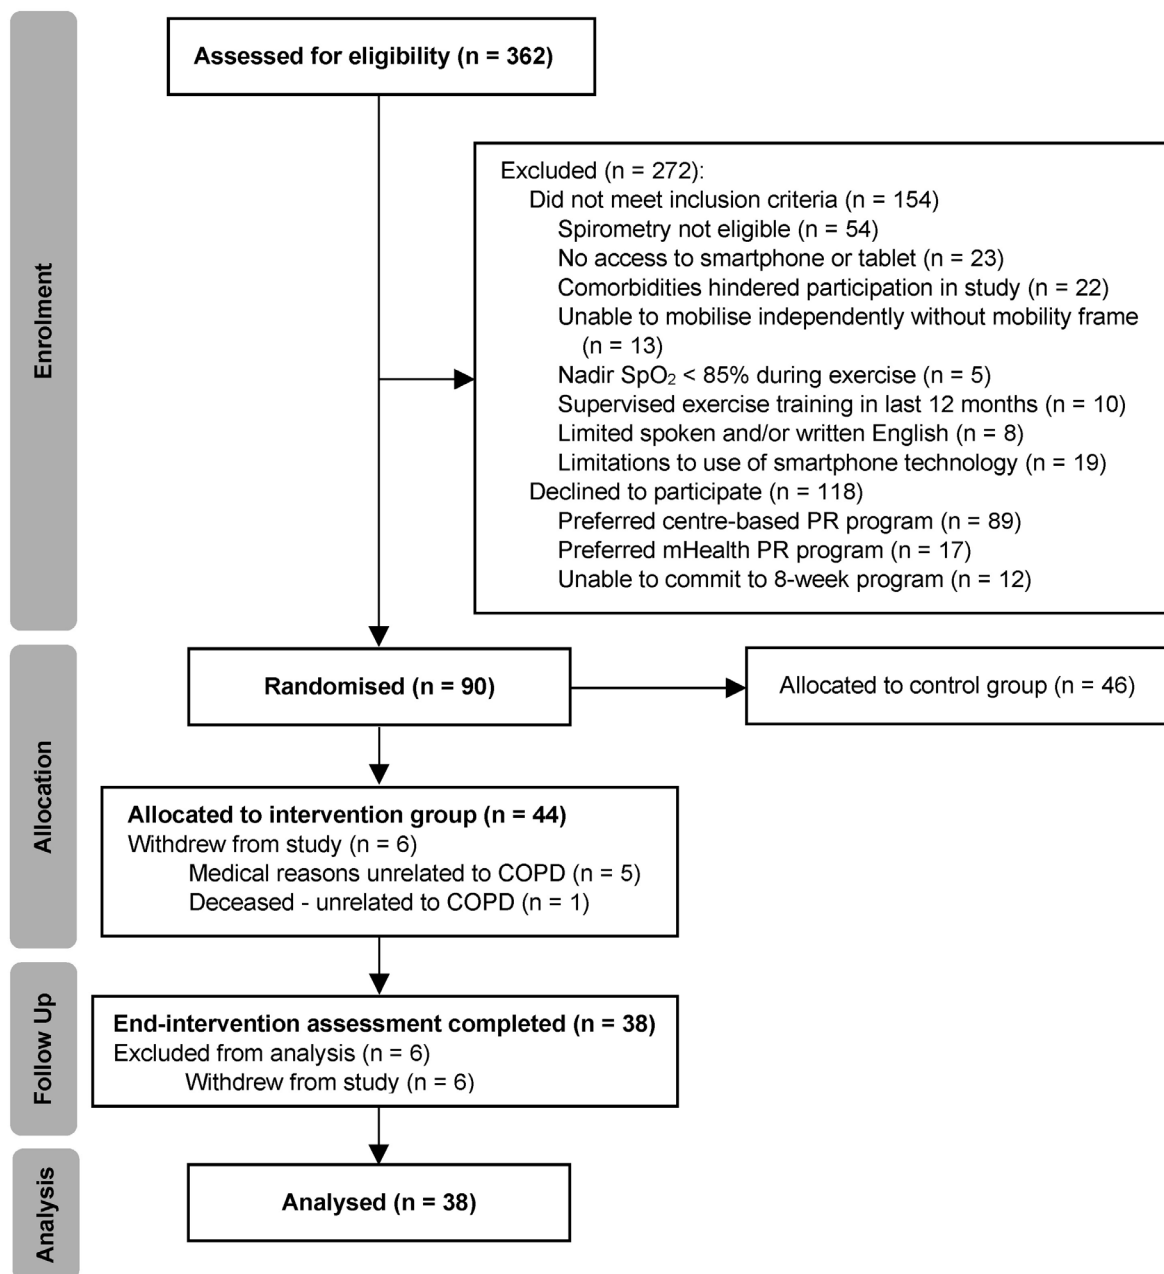 Enrolment
Assessed for eligibility (n = 362)
Excluded (n = 272):
Did not meet inclusion criteria (n = 154)
Spirometry not eligible (n = 54)
No access to smartphone or tablet (n = 23)
Comorbidities hindered participation in study (n = 22)
Unable to mobilise independently without mobility frame
(n = 13)
Nadir SpO₂ < 85% during exercise (n = 5)
Supervised exercise training in last 12 months (n = 10)
Limited spoken and/or written English (n = 8)
Limitations to use of smartphone technology (n = 19)
Declined to participate (n = 118)
Preferred centre-based PR program (n = 89)
Preferred mHealth PR program (n = 17)
Unable to commit to 8-week program (n = 12)
Allocation
Randomised (n = 90)
Allocated to control group (n = 46)
Allocated to intervention group (n = 44)
Withdrew from study (n = 6)
Medical reasons unrelated to COPD (n = 5)
Deceased - unrelated to COPD (n = 1)
Follow Up
End-intervention assessment completed (n = 38)
Excluded from analysis (n = 6)
Withdrew from study (n = 6)
Analysis
Analysed (n = 38)